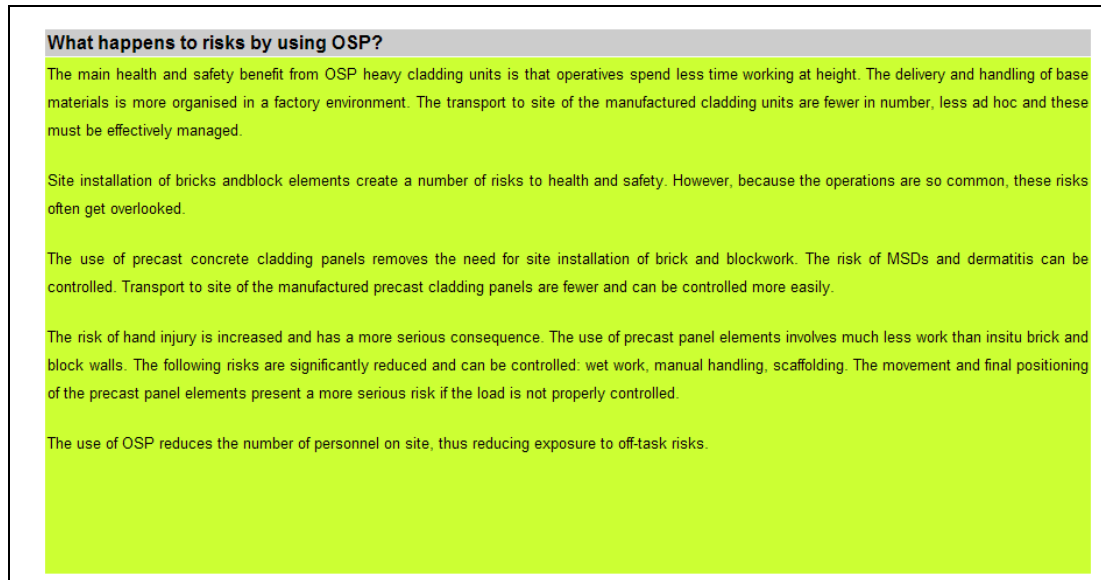 What happens to risks by using OSP?
The main health and safety benefit from OSP heavy cladding units is that operatives spend less time working at height. The delivery and handling of base
materials is more organised in a factory environment. The transport to site of the manufactured cladding units are fewer in number, less ad hoc and these
must be effectively managed.
Site installation of bricks andblock elements create a number of risks to health and safety. However, because the operations are so common, these risks
often get overlooked.
The use of precast concrete cladding panels removes the need for site installation of brick and blockwork. The risk of MSDs and dermatitis can be
controlled. Transport to site of the manufactured precast cladding panels are fewer and can be controlled more easily.
The risk of hand injury is increased and has a more serious consequence. The use of precast panel elements involves much less work than insitu brick and
block walls. The following risks are significantly reduced and can be controlled: wet work, manual handling, scaffolding. The movement and final positioning
of the precast panel elements present a more serious risk if the load is not properly controlled.
The use of OSP reduces the number of personnel on site, thus reducing exposure to off-task risks.